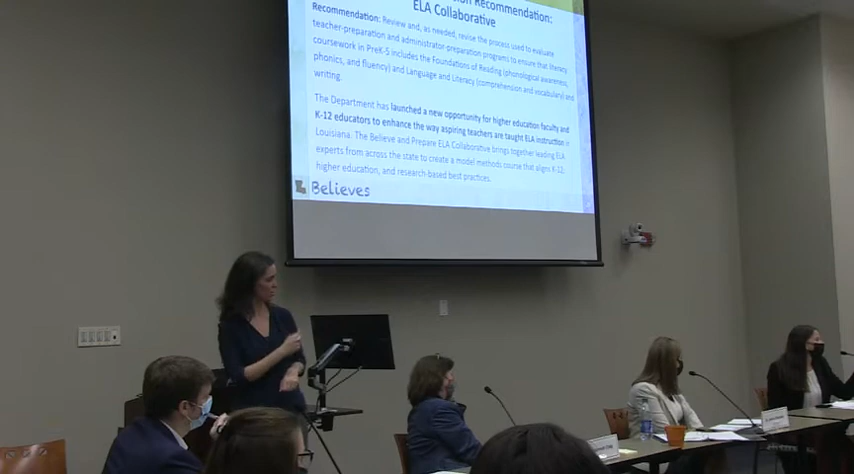 Recommendation:
ELA Collaborative
Recommendation: Review and, as needed, revise the process used to evaluate
teacher-preparation and administrator-preparation programs to ensure that literacy
coursework in PreK-5 includes the Foundations of Reading (phonological awareness,
phonics, and fluency) and Language and Literacy (comprehension and vocabulary) and
writing.
The Department has launched a new opportunity for higher education faculty and
K-12 educators to enhance the way aspiring teachers are taught ELA instruction in
Louisiana. The Believe and Prepare ELA Collaborative brings together leading ELA
experts from across the state to create a model methods course that aligns K-12,
higher education, and research-based best practices.
Believes